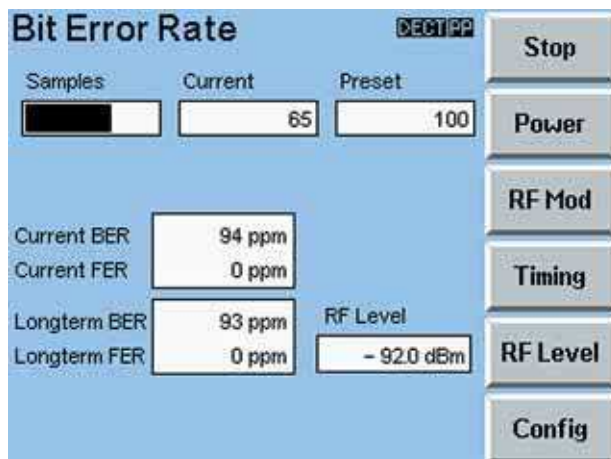 Bit Error Rate
DECT PP
Samples Current Preset
65 100
Current BER 94 ppm
Current FER 0 ppm
Longterm BER 93 ppm
Longterm FER 0 ppm
RF Level
- 92.0 dBm
Stop
Power
RF Mod
Timing
RF Level
Config